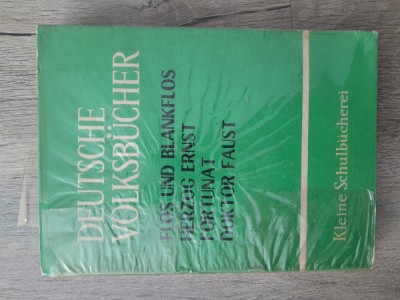 DEUTSCHE
VOLKSBÜCHER
FLOS UND BLANKFLOS
HERZOG ERNST
FORTUNAT
DOKTOR FAUST
Kleine Schulbücherei